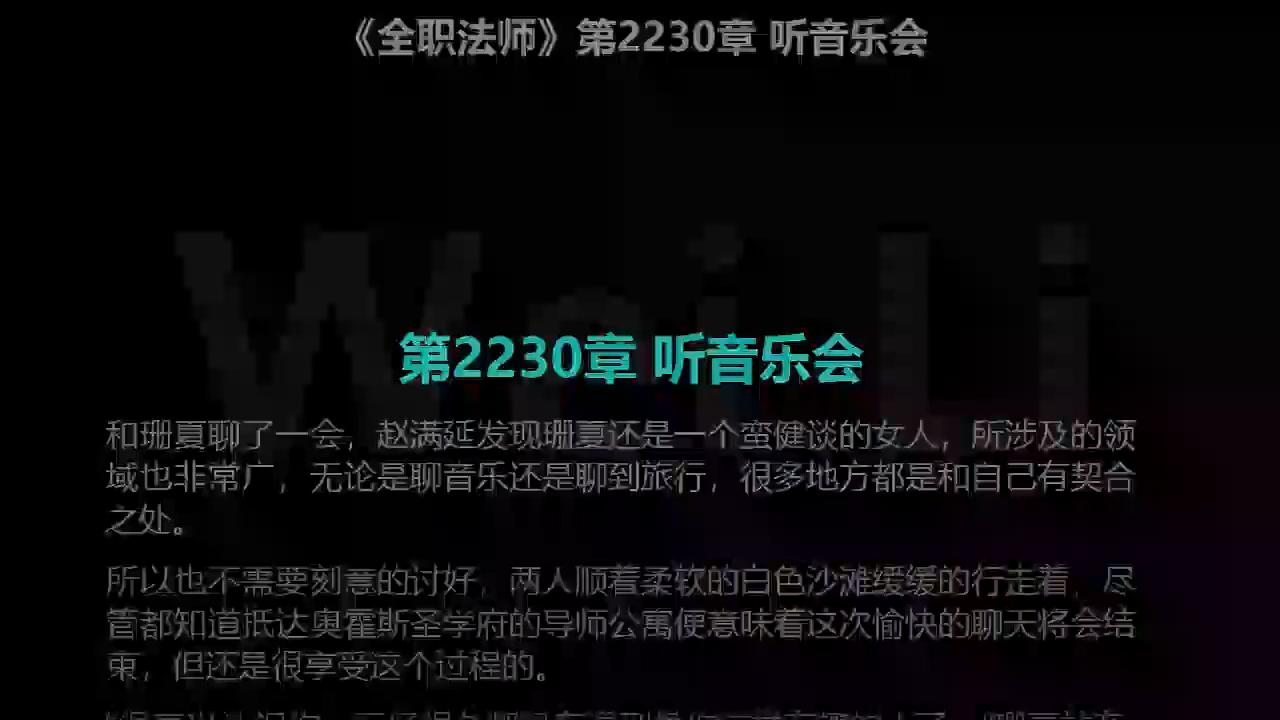 《全职法师》第2230章 听音乐会
Wei Li
第2230章 听音乐会
和珊夏聊了一会，赵满延发现珊夏还是一个蛮健谈的女人，所涉及的领
域也非常广，无论是聊音乐还是聊到旅行，很多地方都是和自己有契合
之处。
所以也不需要刻意的讨好，两人顺着柔软的白色沙滩缓缓的行走着，尽
管都知道抵达奥霍斯圣学府的导师公寓便意味着这次愉快的聊天将会结
束，但还是很享受这个过程的。